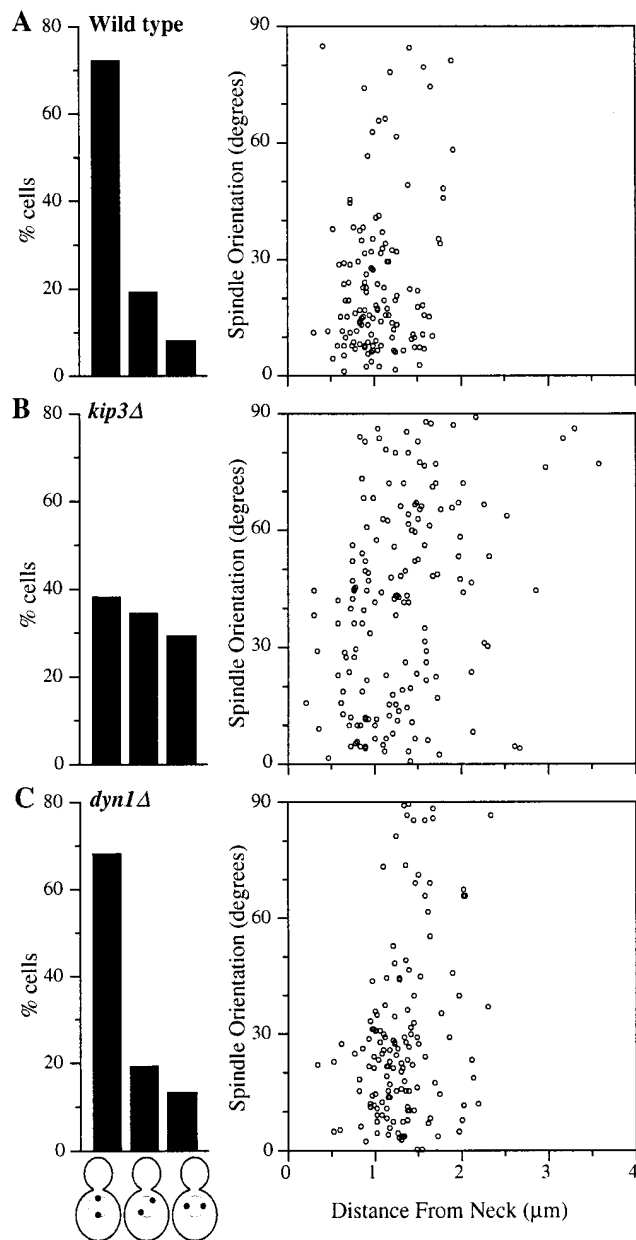 A Wild type
80
60
40
20
0
% cells
90
60
30
0
Spindle Orientation (degrees)
B kip3Δ
80
60
40
20
0
% cells
90
60
30
0
Spindle Orientation (degrees)
C dyn1Δ
80
60
40
20
0
% cells
90
60
30
0
Spindle Orientation (degrees)
0 1 2 3 4
Distance From Neck (μm)